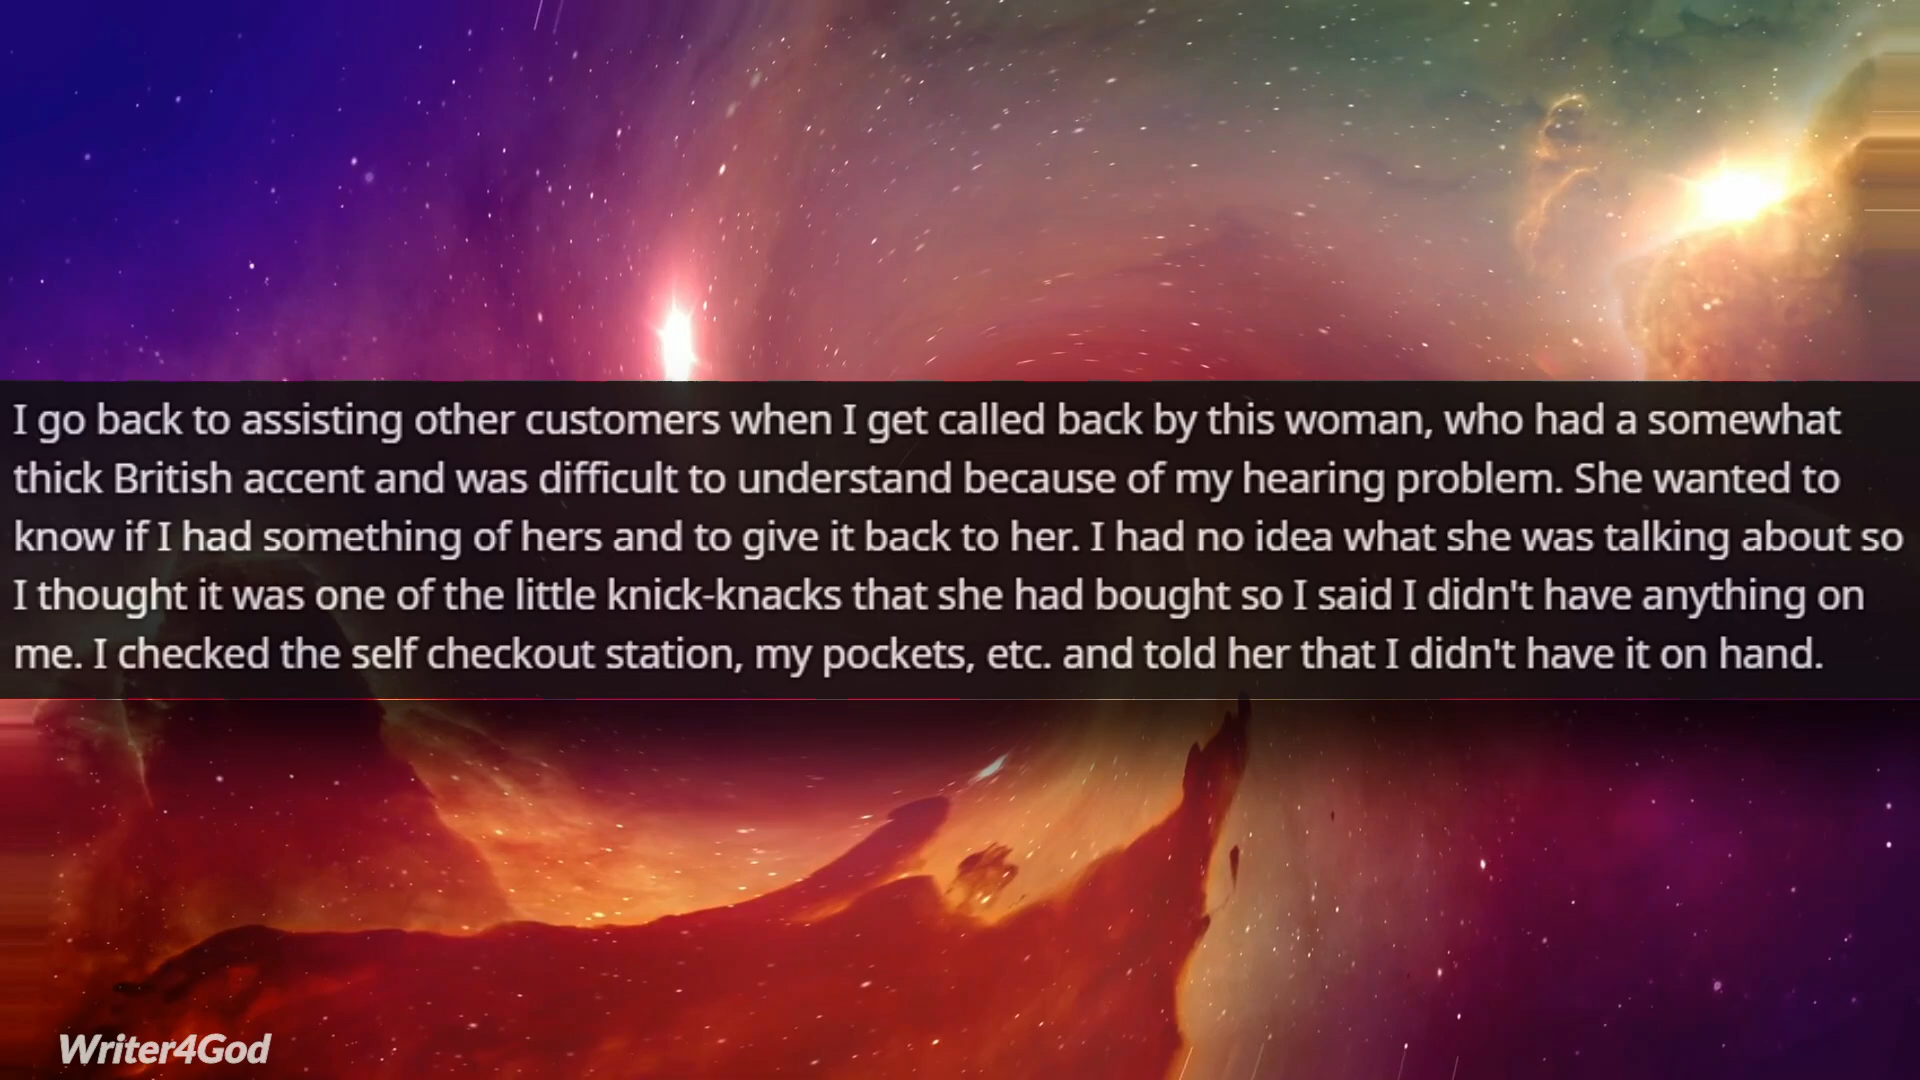 I go back to assisting other customers when I get called back by this woman, who had a somewhat
thick British accent and was difficult to understand because of my hearing problem. She wanted to
know if I had something of hers and to give it back to her. I had no idea what she was talking about so
I thought it was one of the little knick-knacks that she had bought so I said I didn't have anything on
me. I checked the self checkout station, my pockets, etc. and told her that I didn't have it on hand.
Writer4God